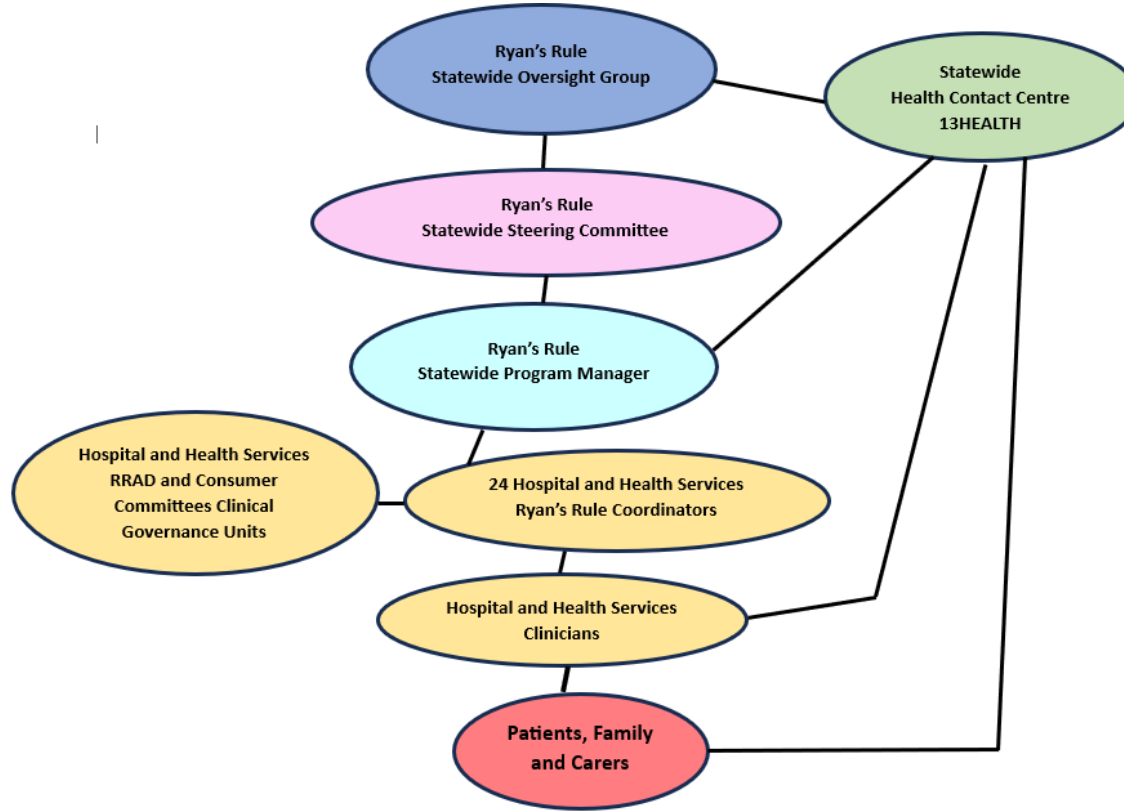 Ryan's Rule
Statewide Oversight Group
Statewide
Health Contact Centre
13HEALTH
Ryan's Rule
Statewide Steering Committee
Ryan's Rule
Statewide Program Manager
Hospital and Health Services
RRAD and Consumer
Committees Clinical
Governance Units
24 Hospital and Health Services
Ryan's Rule Coordinators
Hospital and Health Services
Clinicians
Patients, Family
and Carers